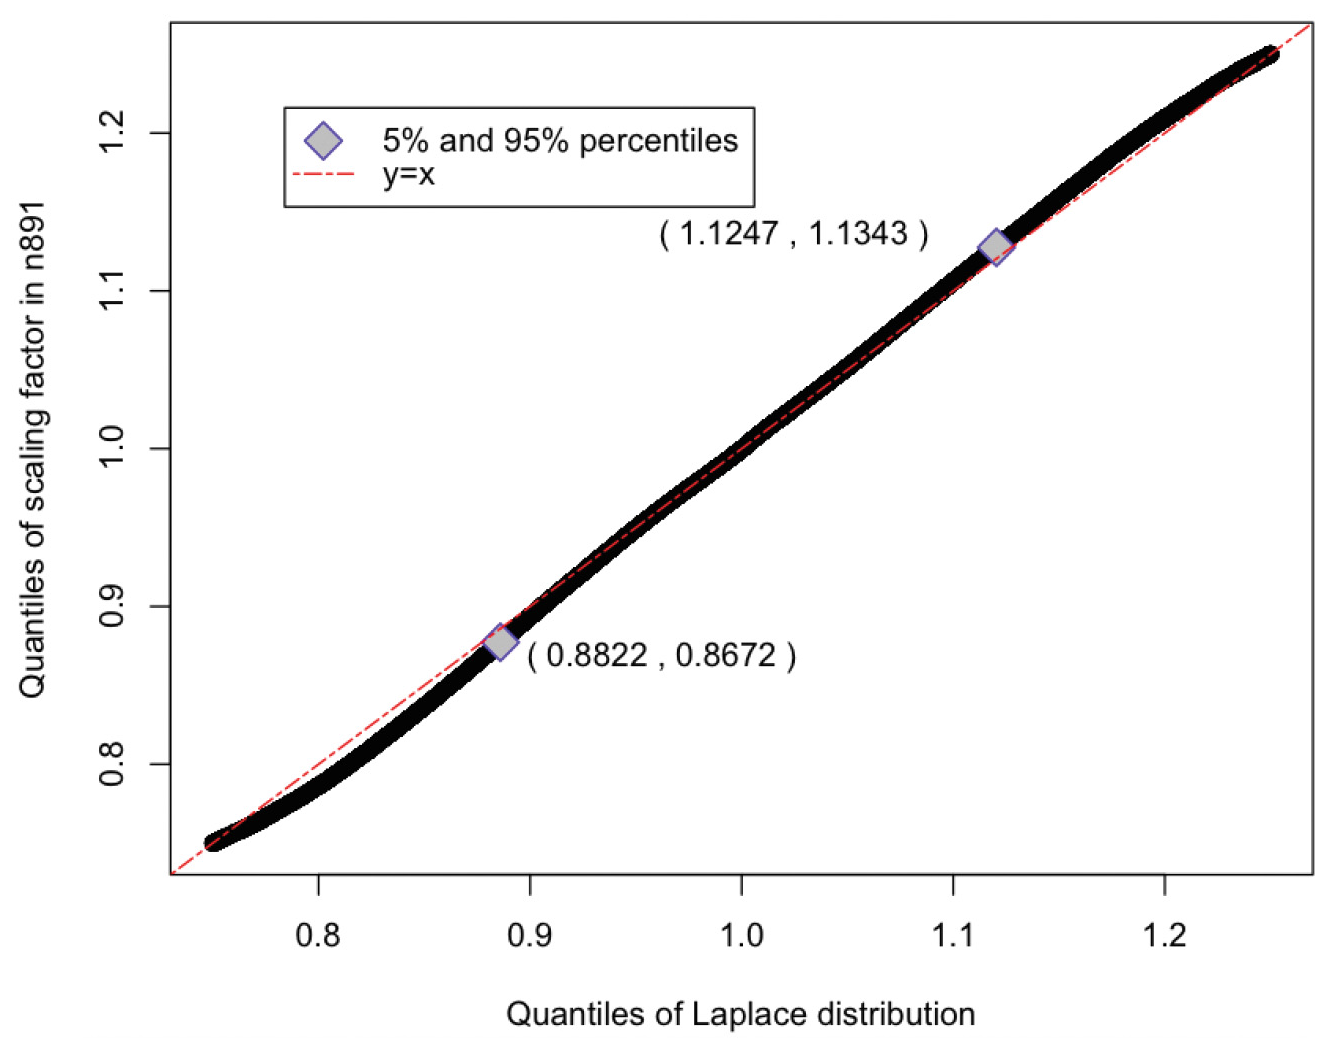 5% and 95% percentiles
y=x
( 1.1247 , 1.1343 )
( 0.8822 , 0.8672 )
Quantiles of scaling factor in n891
1.2
1.1
1.0
0.9
0.8
0.8 0.9 1.0 1.1 1.2
Quantiles of Laplace distribution